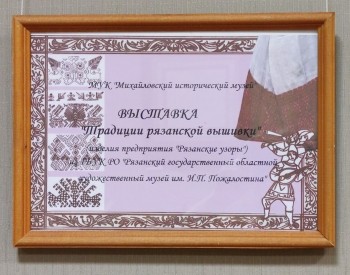 МУК "Михайловский исторический музей"
ВЫСТАВКА
"Традиции рязанской вышивки"
(изделия предприятия "Рязанские узоры")
из ГБУК РО "Рязанский государственный областной
художественный музей им. И.П. Пожалостина"